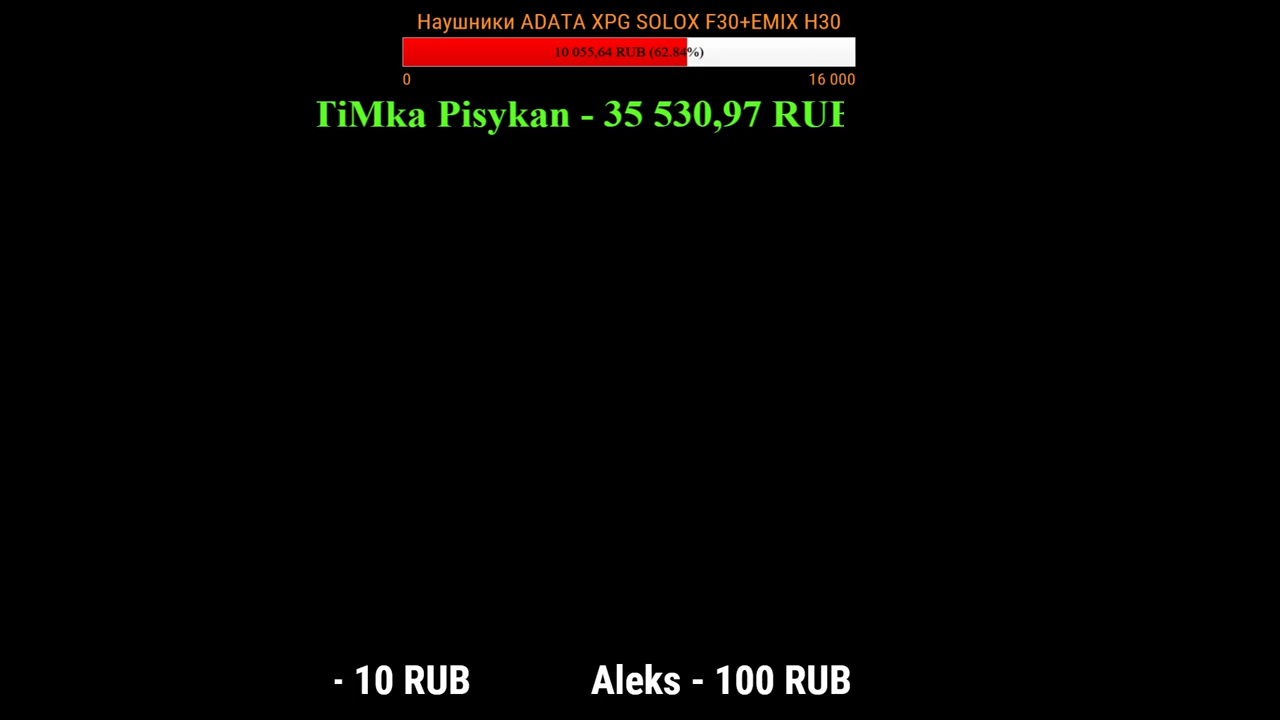 Наушники ADATA XPG SOLOX F30+EMIX H30
10 055,64 RUB (62.84%)
0 16 000
TiMka Pisykan - 35 530,97 RUB
- 10 RUB Aleks - 100 RUB